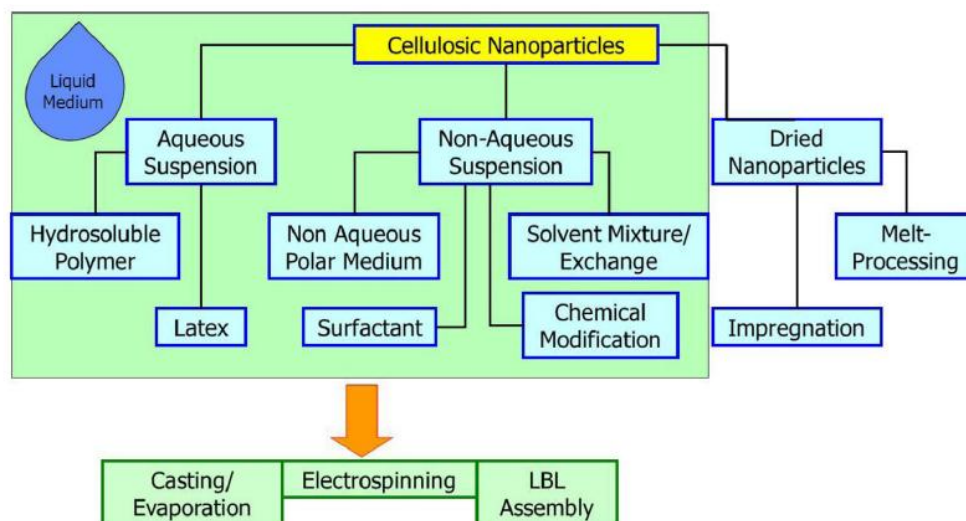 Cellulosic Nanoparticles
Liquid
Medium
Aqueous
Suspension
Non-Aqueous
Suspension
Dried
Nanoparticles
Hydrosoluble
Polymer
Non Aqueous
Polar Medium
Solvent Mixture/
Exchange
Melt-
Processing
Latex
Surfactant
Chemical
Modification
Impregnation
Casting/
Evaporation
Electrospinning
LBL
Assembly